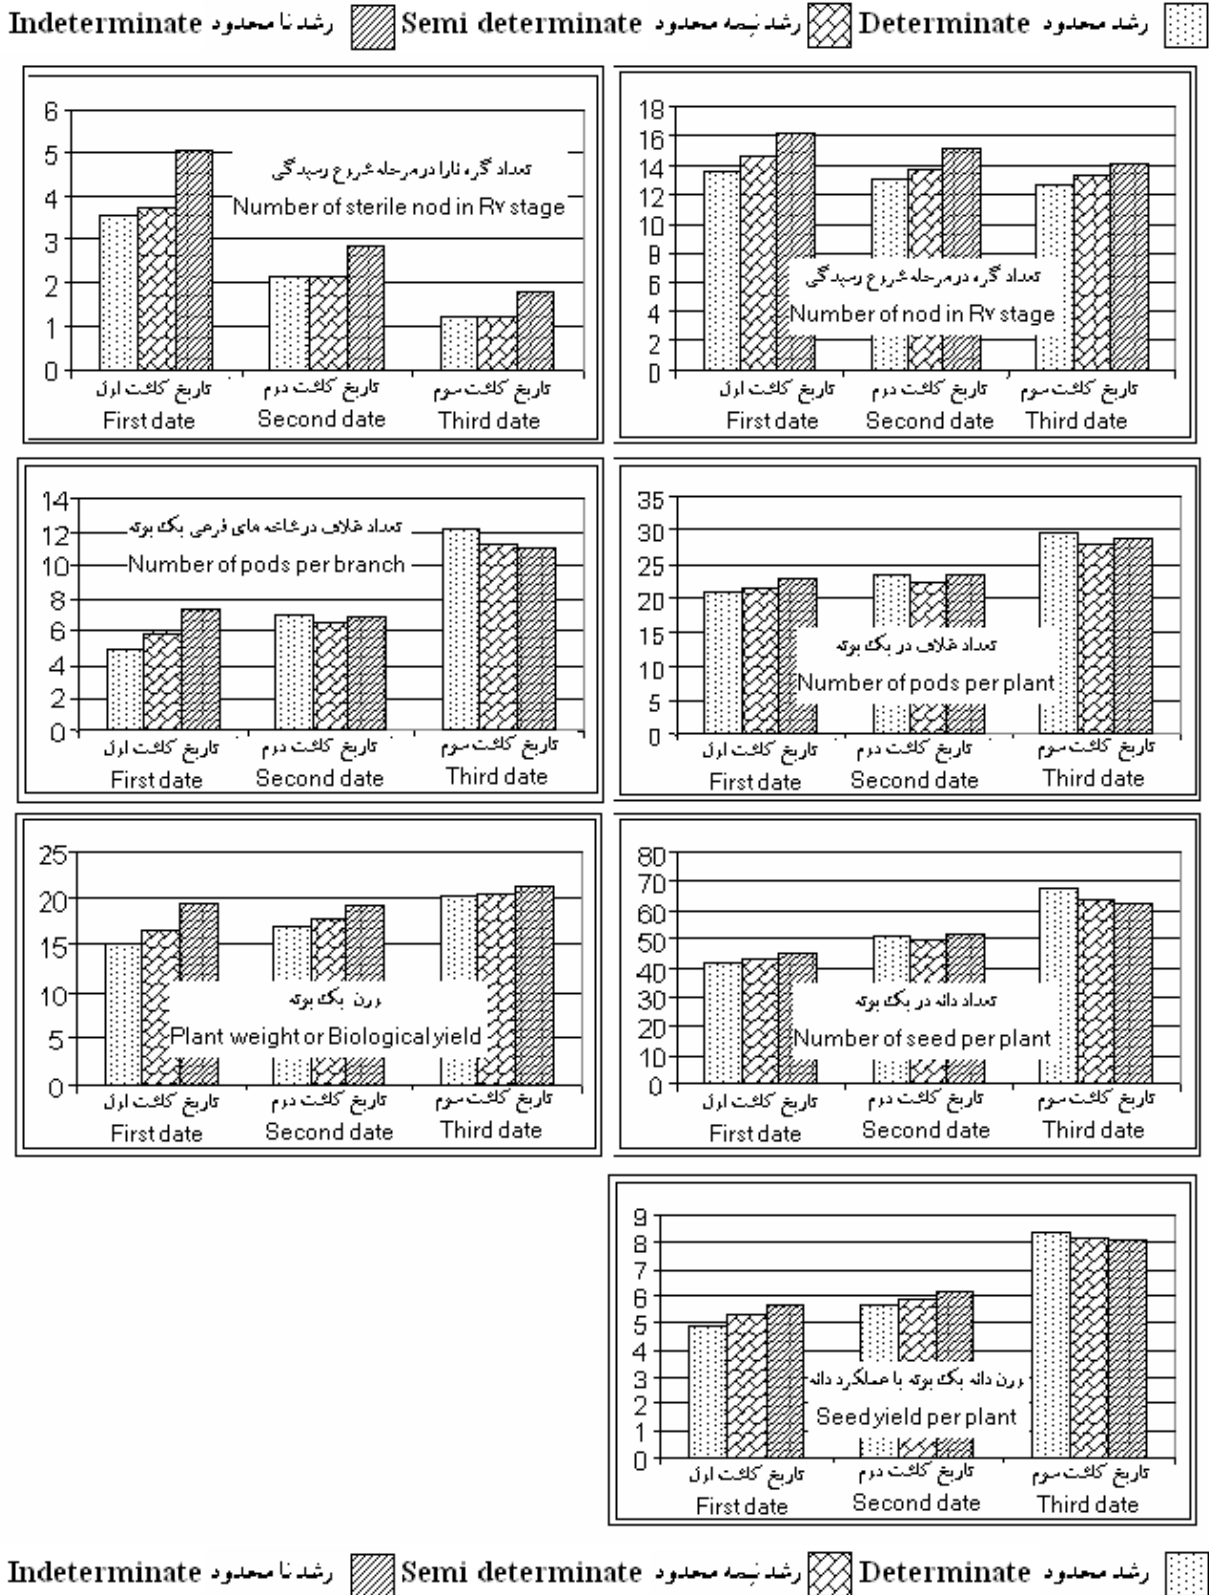 Indeterminate رشد نا محدود Semi determinate رشد نیمه محدود Determinate رشد محدود
6
5
4
3
2
1
0
تعداد گره نازا در مرحله شروع رسیدگی
Number of sterile nod in R۷ stage
تاریخ کاشت اول تاریخ کاشت دوم تاریخ کاشت سوم
First date Second date Third date
18
16
14
12
10
8
6
4
2
0
تعداد گره در مرحله شروع رسیدگی
Number of nod in R۷ stage
تاریخ کاشت اول تاریخ کاشت دوم تاریخ کاشت سوم
First date Second date Third date
14
12
10
8
6
4
2
0
تعداد غلاف در شاخه های فرعی یک بوته
Number of pods per branch
تاریخ کاشت اول تاریخ کاشت دوم تاریخ کاشت سوم
First date Second date Third date
35
30
25
20
15
10
5
0
تعداد غلاف در یک بوته
Number of pods per plant
تاریخ کاشت اول تاریخ کاشت دوم تاریخ کاشت سوم
First date Second date Third date
25
20
15
10
5
0
وزن یک بوته
Plant weight or Biological yield
تاریخ کاشت اول تاریخ کاشت دوم تاریخ کاشت سوم
First date Second date Third date
80
70
60
50
40
30
20
10
0
تعداد دانه در یک بوته
Number of seed per plant
تاریخ کاشت اول تاریخ کاشت دوم تاریخ کاشت سوم
First date Second date Third date
9
8
7
6
5
4
3
2
1
0
وزن دانه یک بوته یا عملکرد دانه
Seed yield per plant
تاریخ کاشت اول تاریخ کاشت دوم تاریخ کاشت سوم
First date Second date Third date
Indeterminate رشد نا محدود Semi determinate رشد نیمه محدود Determinate رشد محدود